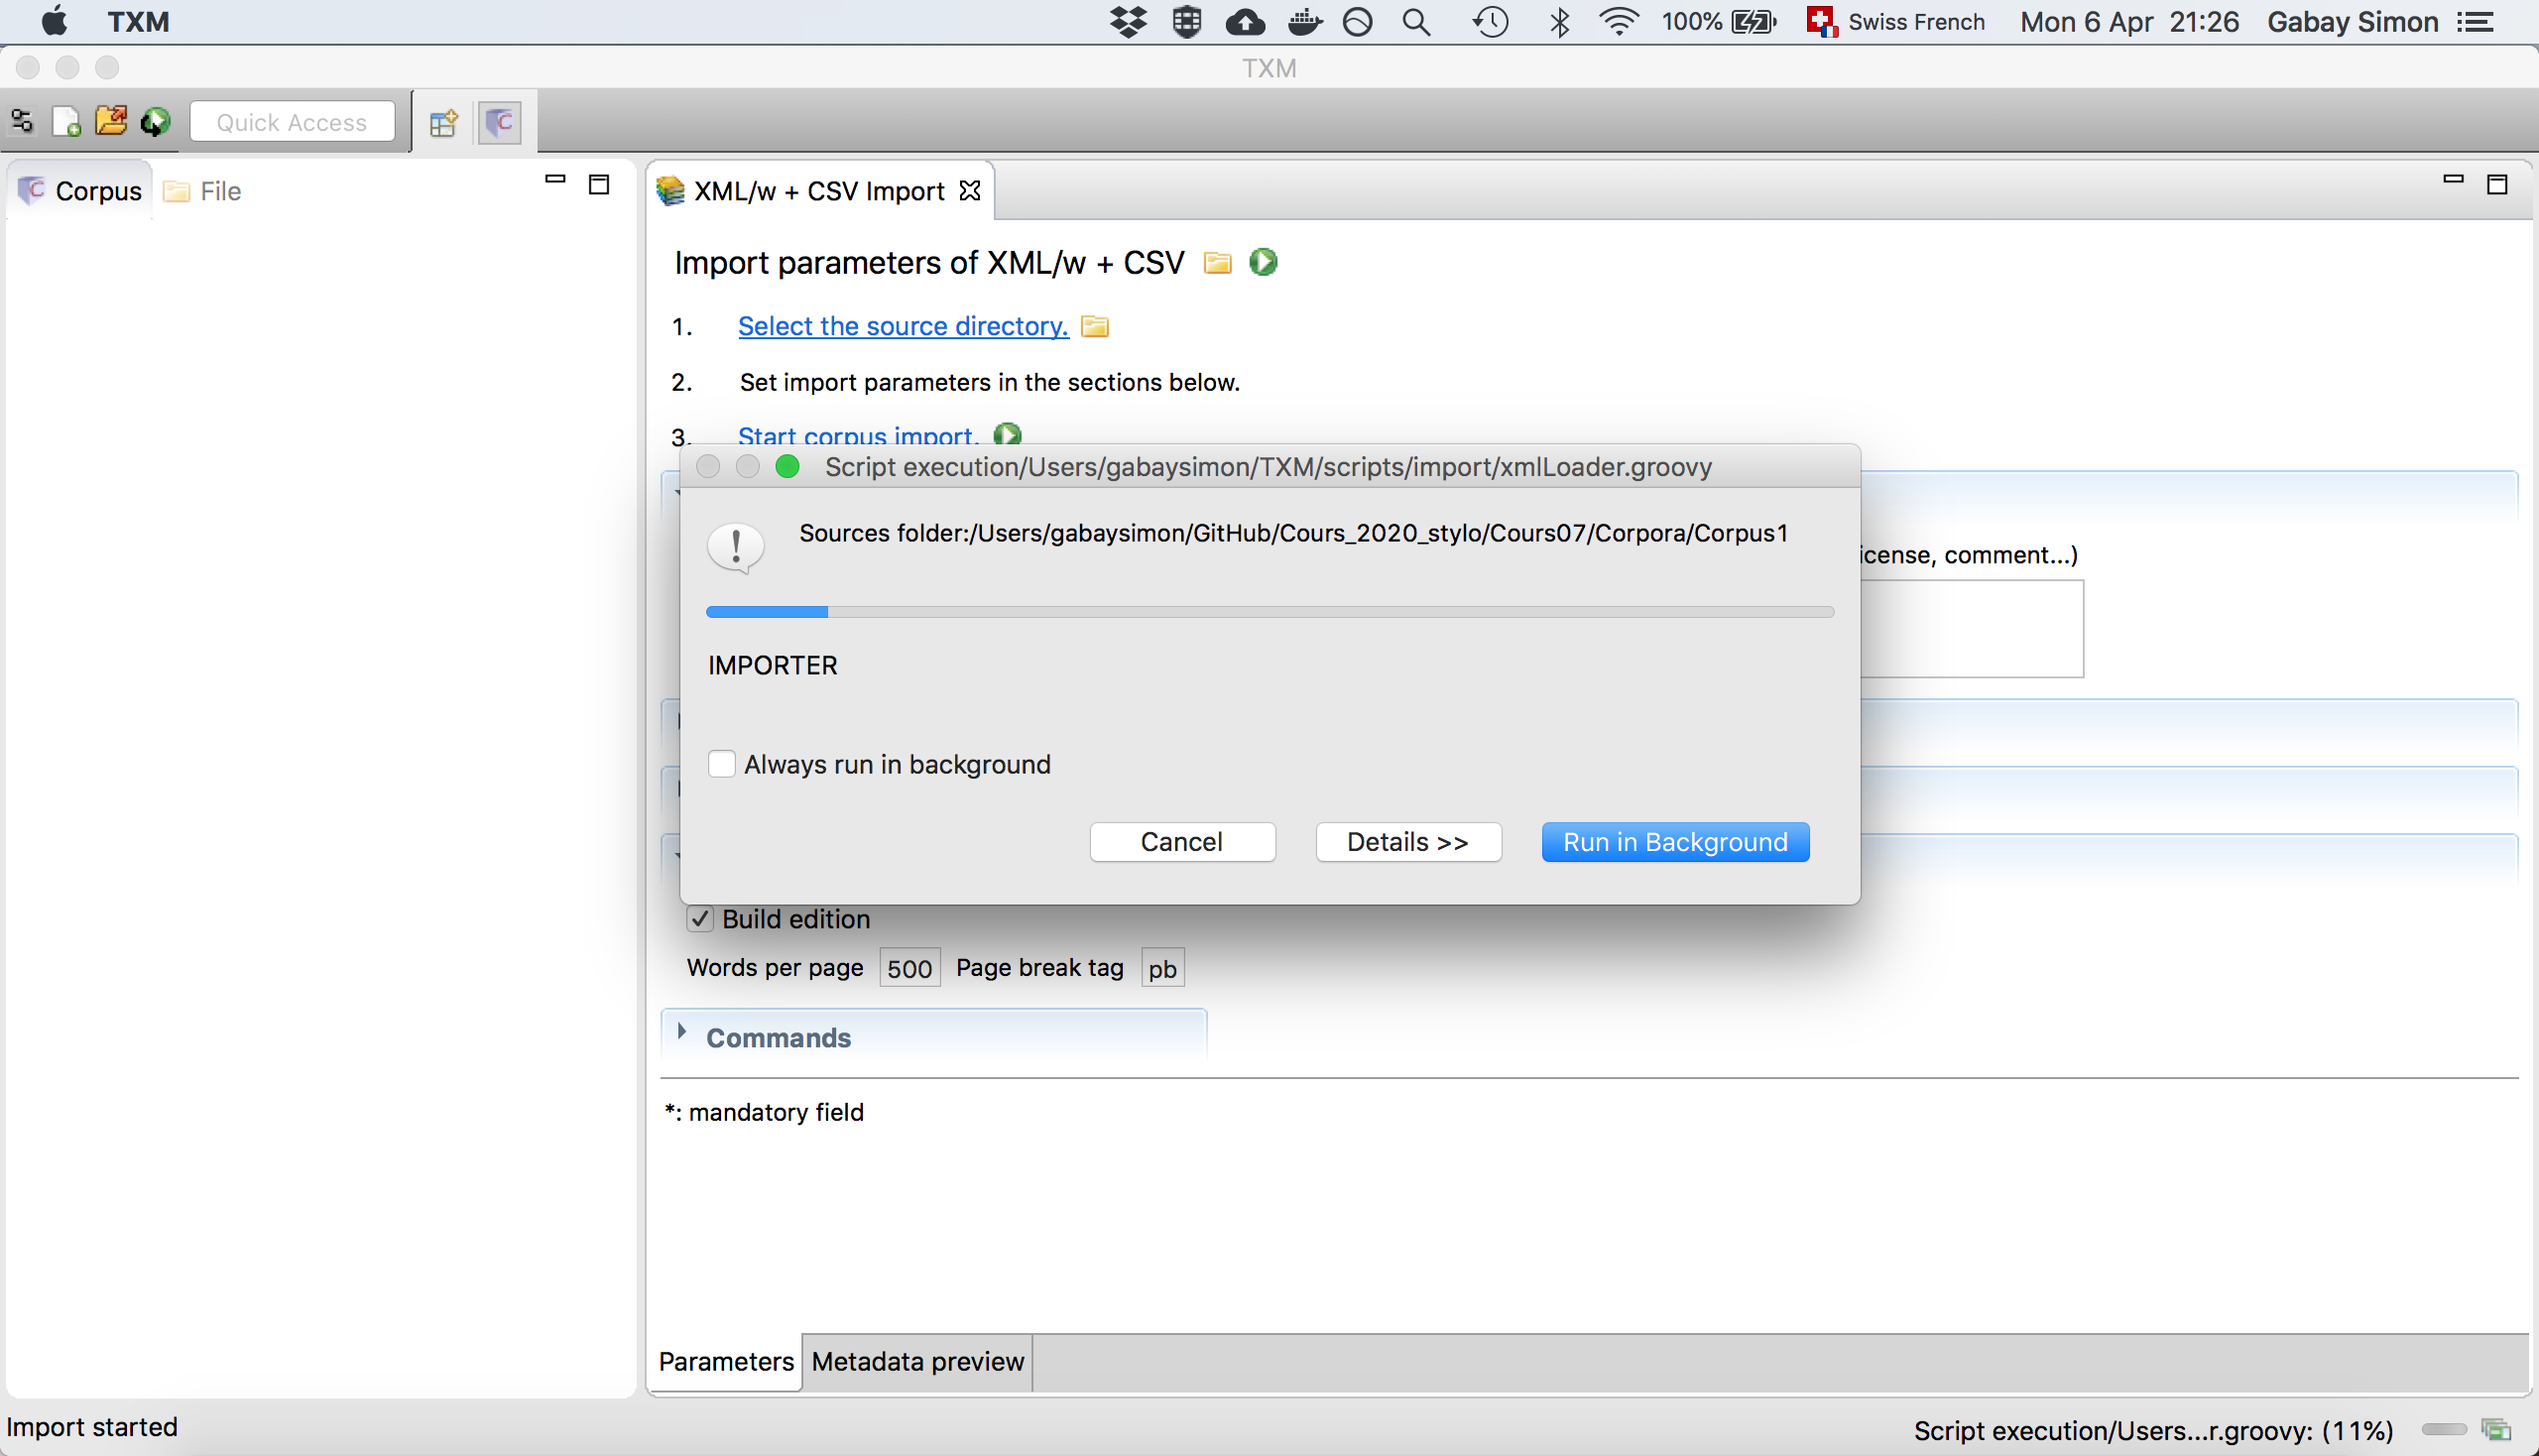 TXM 100% Swiss French Mon 6 Apr 21:26 Gabay Simon
TXM
Quick Access
Corpus File
XML/w + CSV Import
Import parameters of XML/w + CSV
1. Select the source directory.
2. Set import parameters in the sections below.
3. Start corpus import.
Script execution/Users/gabaysimon/TXM/scripts/import/xmlLoader.groovy
Sources folder:/Users/gabaysimon/GitHub/Cours_2020_stylo/Cours07/Corpora/Corpus1
icense, comment...)
IMPORTER
Always run in background
Cancel Details >> Run in Background
Build edition
Words per page 500 Page break tag pb
Commands
*: mandatory field
Parameters Metadata preview
Import started Script execution/Users...r.groovy: (11%)